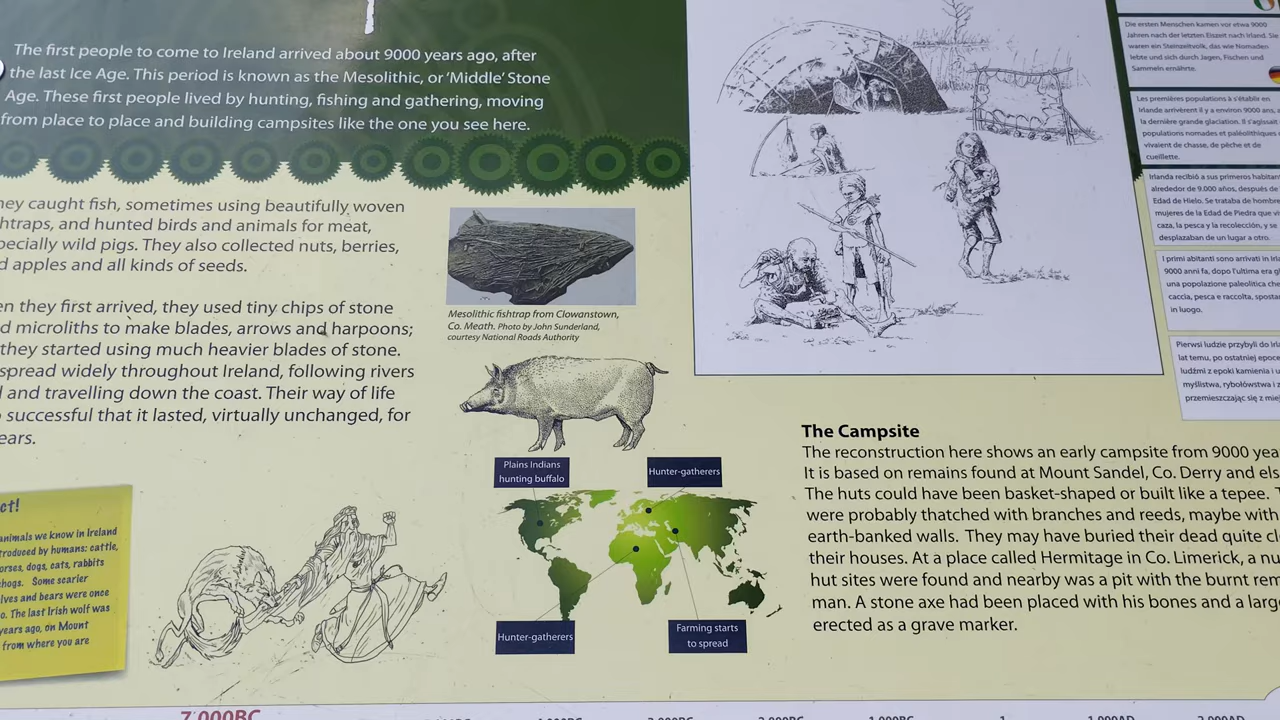 The first people to come to Ireland arrived about 9000 years ago, after
the last Ice Age. This period is known as the Mesolithic, or 'Middle' Stone
Age. These first people lived by hunting, fishing and gathering, moving
from place to place and building campsites like the one you see here.
hey caught fish, sometimes using beautifully woven
htraps, and hunted birds and animals for meat,
pecially wild pigs. They also collected nuts, berries,
d apples and all kinds of seeds.
en they first arrived, they used tiny chips of stone
d microliths to make blades, arrows and harpoons;
they started using much heavier blades of stone.
spread widely throughout Ireland, following rivers
and travelling down the coast. Their way of life
successful that it lasted, virtually unchanged, for
ears.
Mesolithic fishtrap from Clowanstown,
Co. Meath. Photo by John Sunderland,
courtesy National Roads Authority
Plains Indians
hunting buffalo
Hunter-gatherers
Hunter-gatherers
Farming starts
to spread
ct!
animals we know in Ireland
troduced by humans: cattle,
orses, dogs, cats, rabbits
hogs. Some scarler
lves and bears were once
o. The last Irish wolf was
years ago, on Mount
from where you are
The Campsite
The reconstruction here shows an early campsite from 9000 yea
It is based on remains found at Mount Sandel, Co. Derry and els
The huts could have been basket-shaped or built like a tepee. T
were probably thatched with branches and reeds, maybe with
earth-banked walls. They may have buried their dead quite cl
their houses. At a place called Hermitage in Co. Limerick, a nu
hut sites were found and nearby was a pit with the burnt rem
man. A stone axe had been placed with his bones and a larg
erected as a grave marker.
Die ersten Menschen kamen vor etwa 9000
Jahren nach der letzten Eiszeit nach Irland. Sie
waren ein Steinzeitvolk, das wie Nomaden
lebte und sich durch Jagen, Fischen und
Sammeln ernährte.
Les premières populations à s'établir en
Irlande arrivèrent il y a environ 9000 ans, a
la dernière grande glaciation. Il s'agissait
populations nomades et paléolithiques
vivaient de chasse, de pêche et de
cueillette.
Irlanda recibió a sus primeros habitant
alrededor de 9.000 años, después de
Edad de Hielo. Se trataba de hombre
mujeres de la Edad de Piedra que v
caza, la pesca y la recolección, y se
desplazaban de un lugar a otro.
I primi abitanti sono arrivati in Irla
9000 anni fa, dopo l'ultima era g
una popolazione paleolitica che
caccia, pesca e raccolta, sposta
in luogo.
Pierwsi ludzie przybyli do Irla
lat temu, po ostatniej epoce
ludźmi z epoki kamienia i u
myślistwa, rybołówstwa i z
przemieszczając się z miej
7,000BC
1,000BC
1
1,000AD
2,000AD